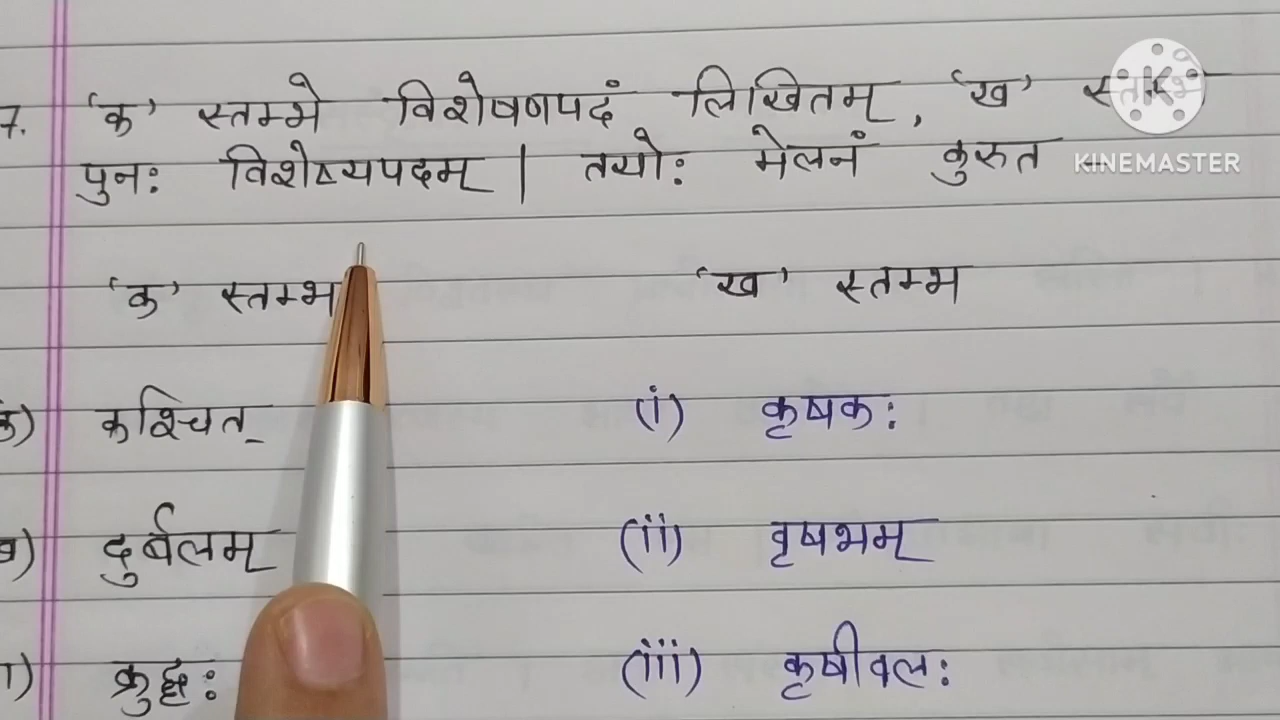 7. 'क' स्तम्भे विशेषणपदं लिखितम्, 'ख'
पुनः विशेष्यपदम् | तयोः मेलनं कुरुत -
KINEMASTER
'क' स्तम्भ 'ख' स्तम्भ
क) कश्चित् (i) कृषकः
ख) दुर्बलम् (ii) वृषभम्
ग) क्रुद्धः (iii) कृषीवलः